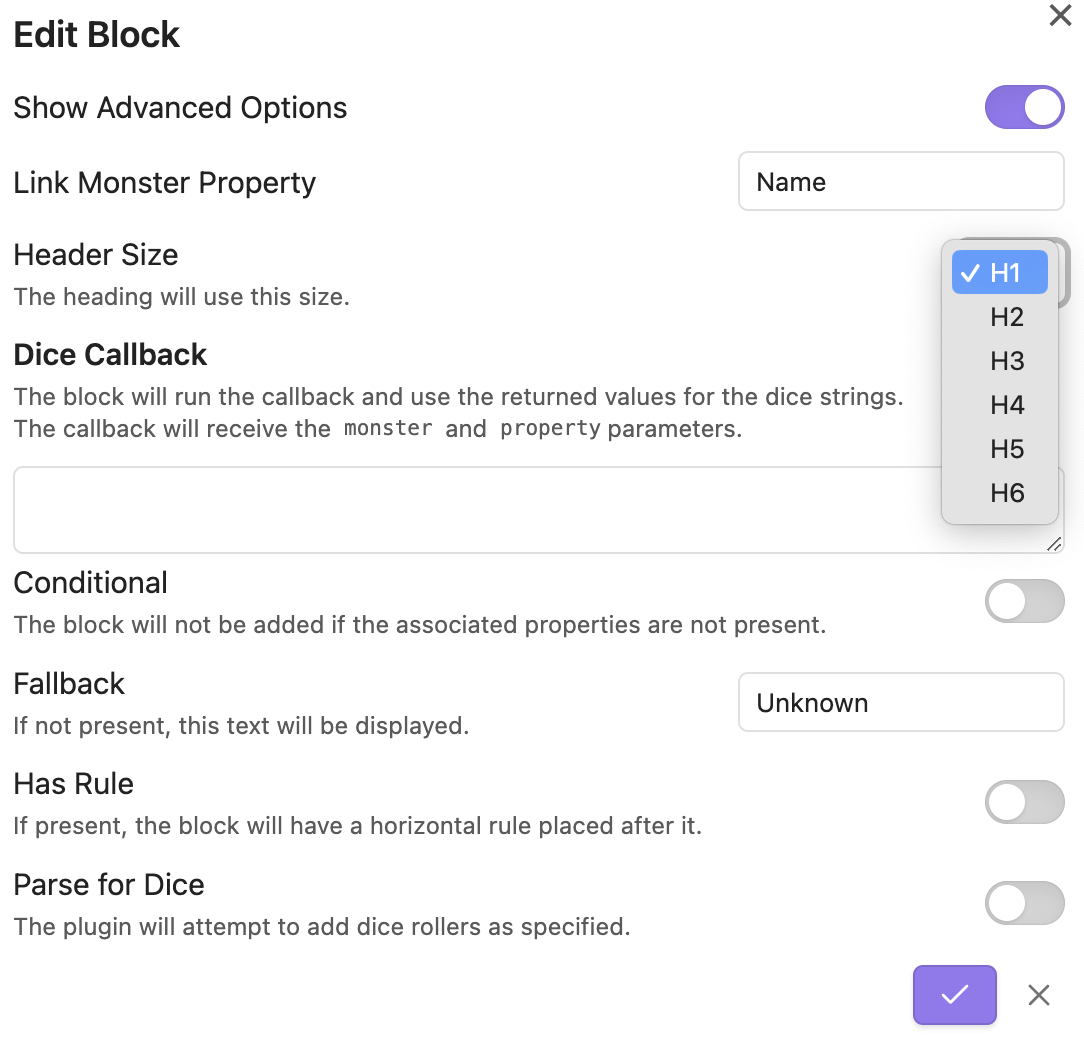 Edit Block
Show Advanced Options
Link Monster Property
Name
Header Size
The heading will use this size.
H1
H2
H3
H4
H5
H6
Dice Callback
The block will run the callback and use the returned values for the dice strings.
The callback will receive the monster and property parameters.
Conditional
The block will not be added if the associated properties are not present.
Fallback
If not present, this text will be displayed.
Unknown
Has Rule
If present, the block will have a horizontal rule placed after it.
Parse for Dice
The plugin will attempt to add dice rollers as specified.